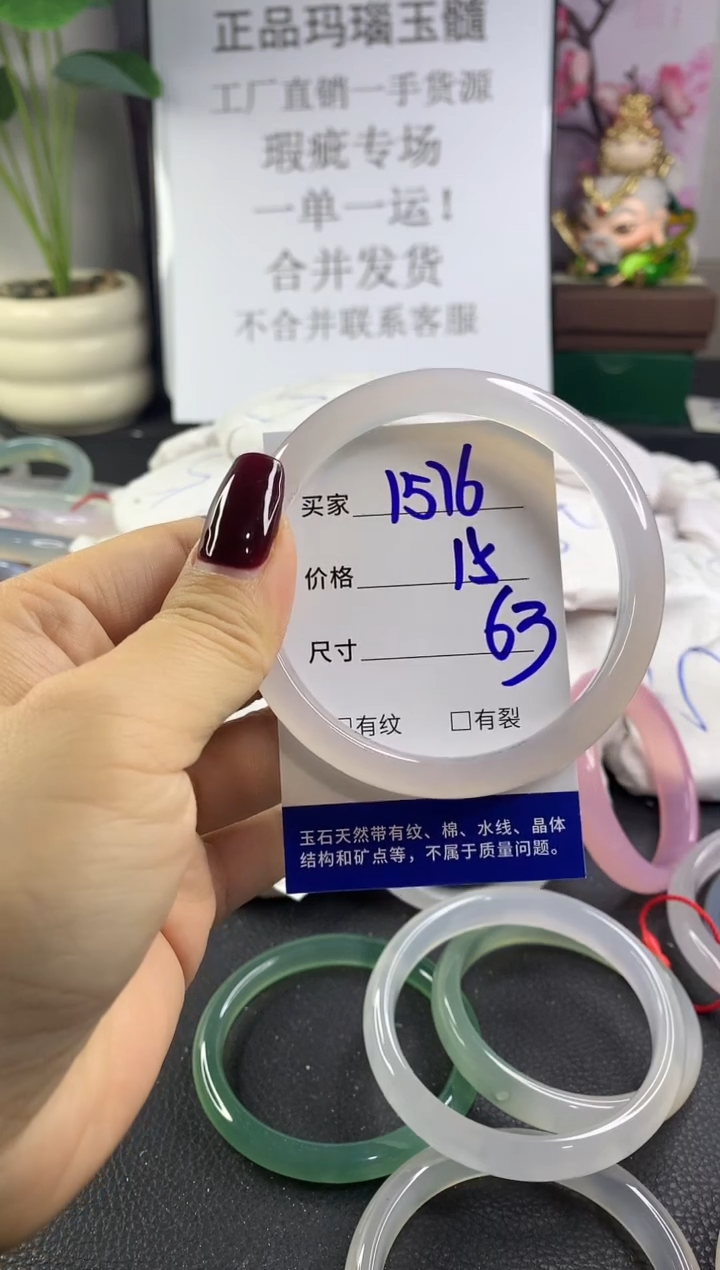 正品玛瑙玉髓
工厂直销一手货源
瑕疵专场
一单一运！
合并发货
不合并联系客服
买家 1576
价格 15
尺寸 63
□有纹 □有裂
玉石天然带有纹、棉、水线、晶体
结构和矿点等，不属于质量问题。